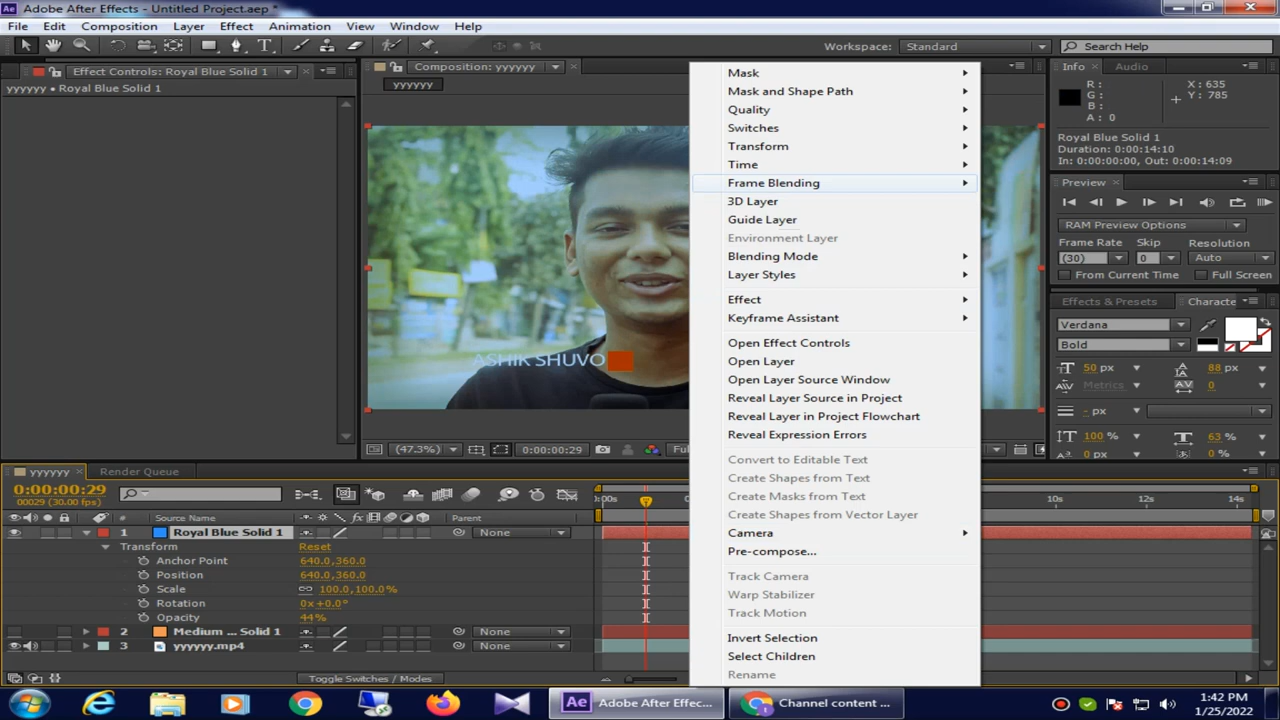 Adobe After Effects - Untitled Project.aep *
File Edit Composition Layer Effect Animation View Window Help
Workspace: Standard Search Help
Effect Controls: Royal Blue Solid 1
yyyyyy • Royal Blue Solid 1
Composition: yyyyyy
yyyyyy
ASHIK SHUVO
(47.3%) 0:00:00:29
Mask
Mask and Shape Path
Quality
Switches
Transform
Time
Frame Blending
3D Layer
Guide Layer
Environment Layer
Blending Mode
Layer Styles
Effect
Keyframe Assistant
Open Effect Controls
Open Layer
Open Layer Source Window
Reveal Layer Source in Project
Reveal Layer in Project Flowchart
Reveal Expression Errors
Convert to Editable Text
Create Shapes from Text
Create Masks from Text
Create Shapes from Vector Layer
Camera
Pre-compose...
Track Camera
Warp Stabilizer
Track Motion
Invert Selection
Select Children
Rename
Info Audio
R : X : 635
G : Y : 785
B :
A : 0
Royal Blue Solid 1
Duration: 0:00:14:10
In: 0:00:00:00, Out: 0:00:14:09
Preview
RAM Preview Options
Frame Rate Skip Resolution
(30) 0 Auto
From Current Time Full Screen
Effects & Presets Characte
Verdana
Bold
50 px 88 px
Metrics 0
- px
100 % 63 %
0 px 0 %
yyyyyy Render Queue
0:00:00:29
00029 (30.00 fps)
:00s 10s 12s 14s
# Source Name Parent
1 Royal Blue Solid 1 None
Transform Reset
Anchor Point 640.0,360.0
Position 640.0,360.0
Scale 100.0,100.0%
Rotation 0x+0.0°
Opacity 44%
2 Medium ... Solid 1 None
3 yyyyyy.mp4 None
Toggle Switches / Modes
Adobe After Effec... Channel content ...
1:42 PM
1/25/2022